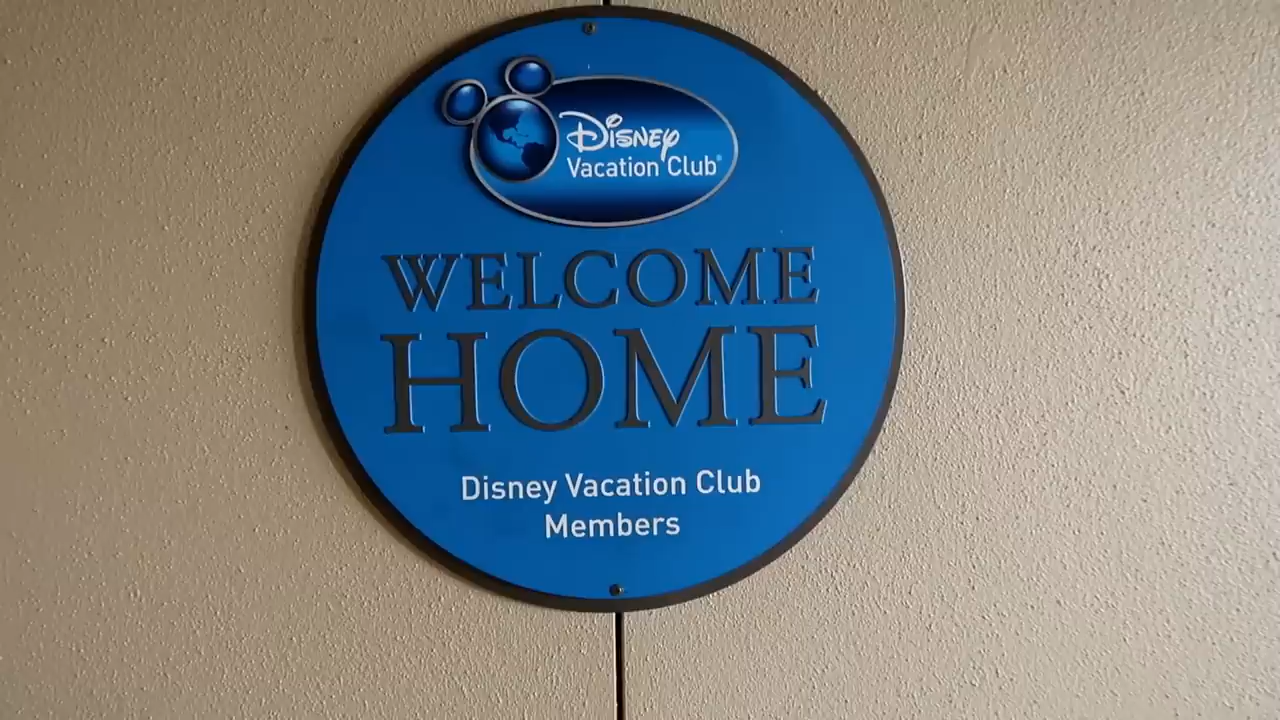 Disney
Vacation Club®
WELCOME
HOME
Disney Vacation Club
Members